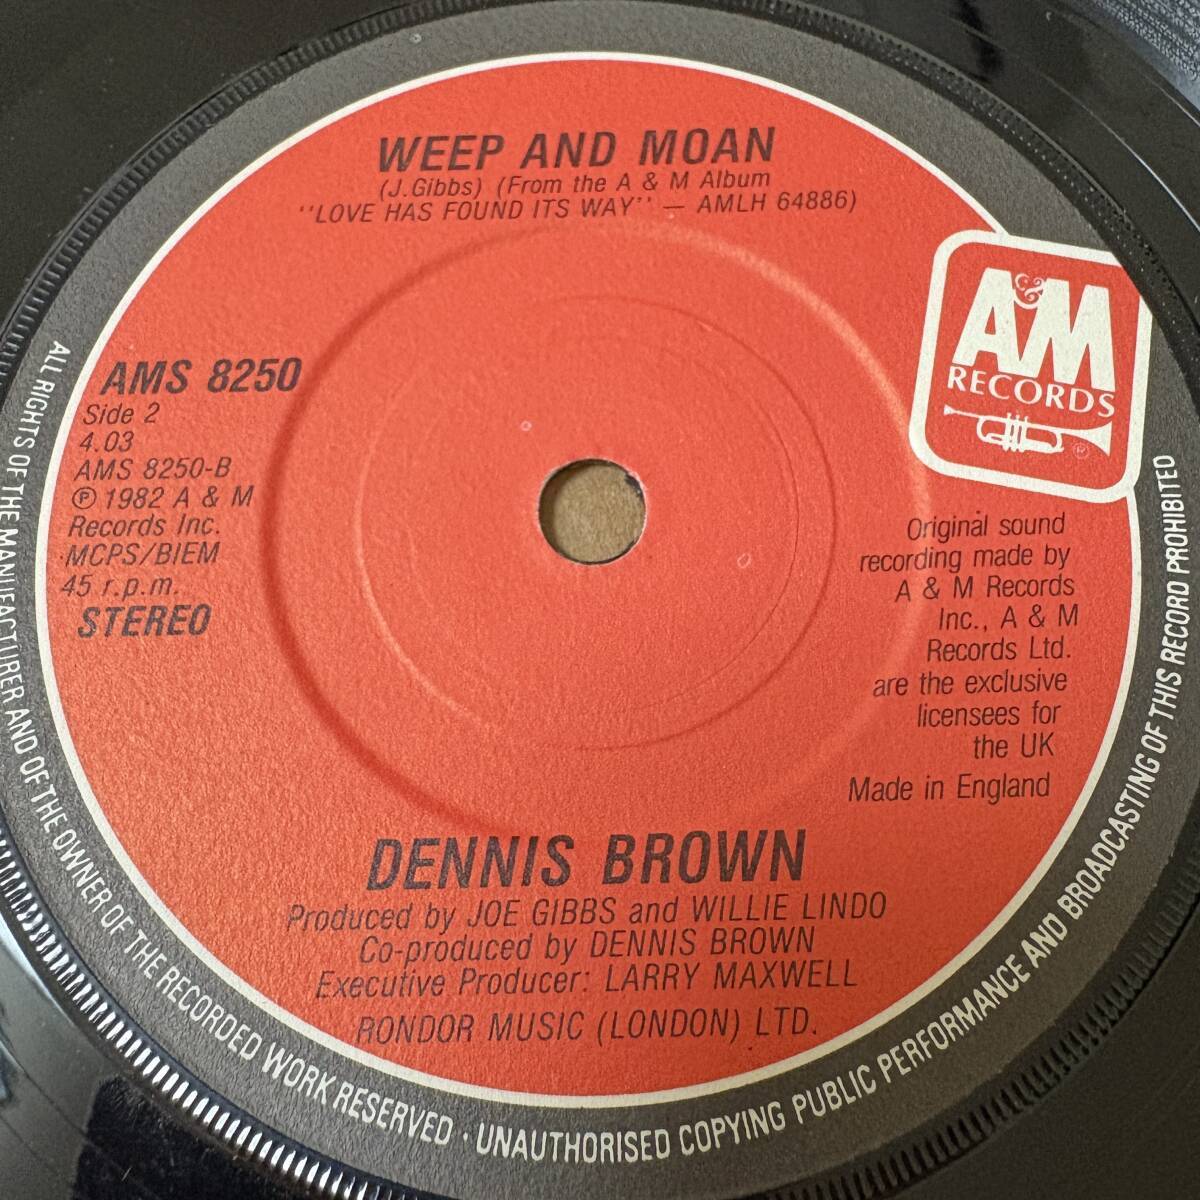 WEEP AND MOAN
(J.Gibbs) (From the A & M Album
"LOVE HAS FOUND ITS WAY" — AMLH 64886)
A&M
RECORDS
®
AMS 8250
Side 2
4.03
AMS 8250-B
℗ 1982 A & M
Records Inc.
MCPS/BIEM
45 r.p.m.
STEREO
Original sound
recording made by
A & M Records
Inc., A & M
Records Ltd.
are the exclusive
licensees for
the UK
Made in England
DENNIS BROWN
Produced by JOE GIBBS and WILLIE LINDO
Co-produced by DENNIS BROWN
Executive Producer: LARRY MAXWELL
RONDOR MUSIC (LONDON) LTD.
ALL RIGHTS OF THE MANUFACTURER AND OF THE OWNER OF THE RECORDED WORK RESERVED · UNAUTHORISED COPYING PUBLIC PERFORMANCE AND BROADCASTING OF THIS RECORD PROHIBITED